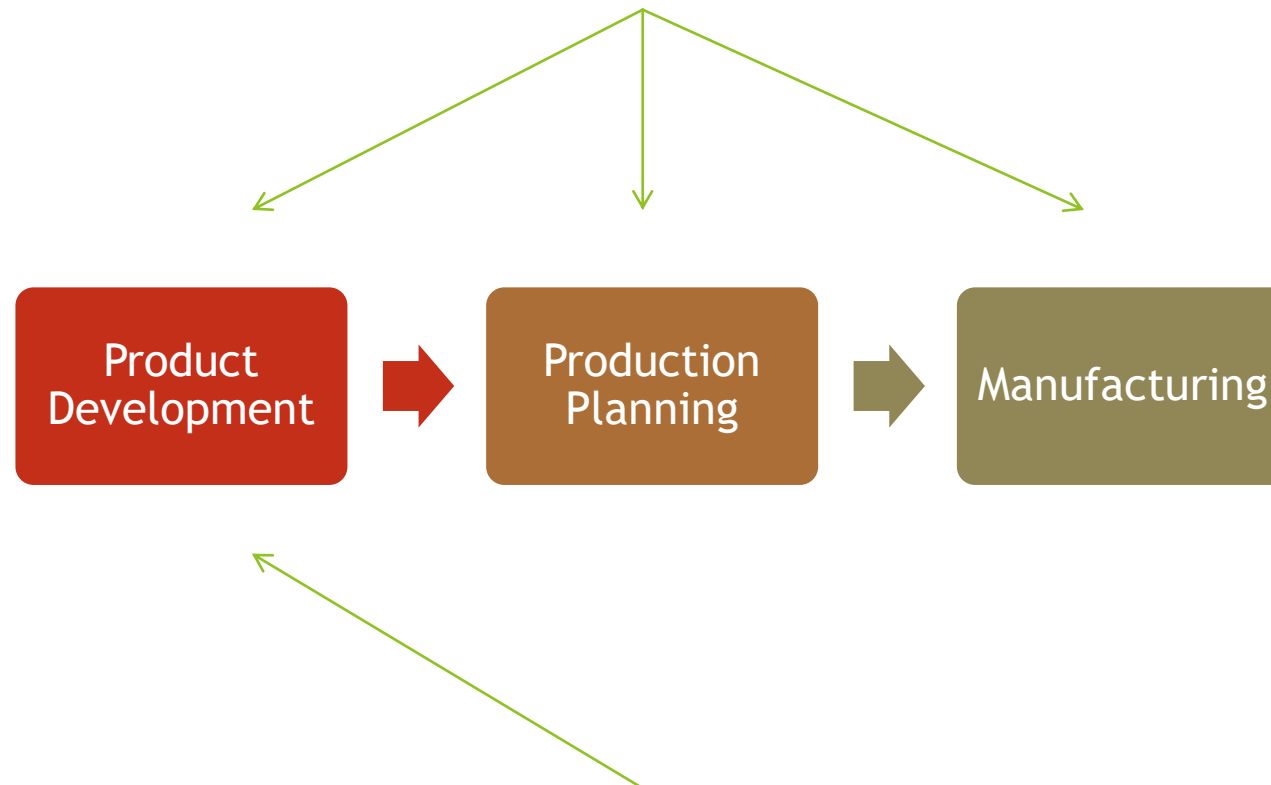 Product
Development
Production
Planning
Manufacturing